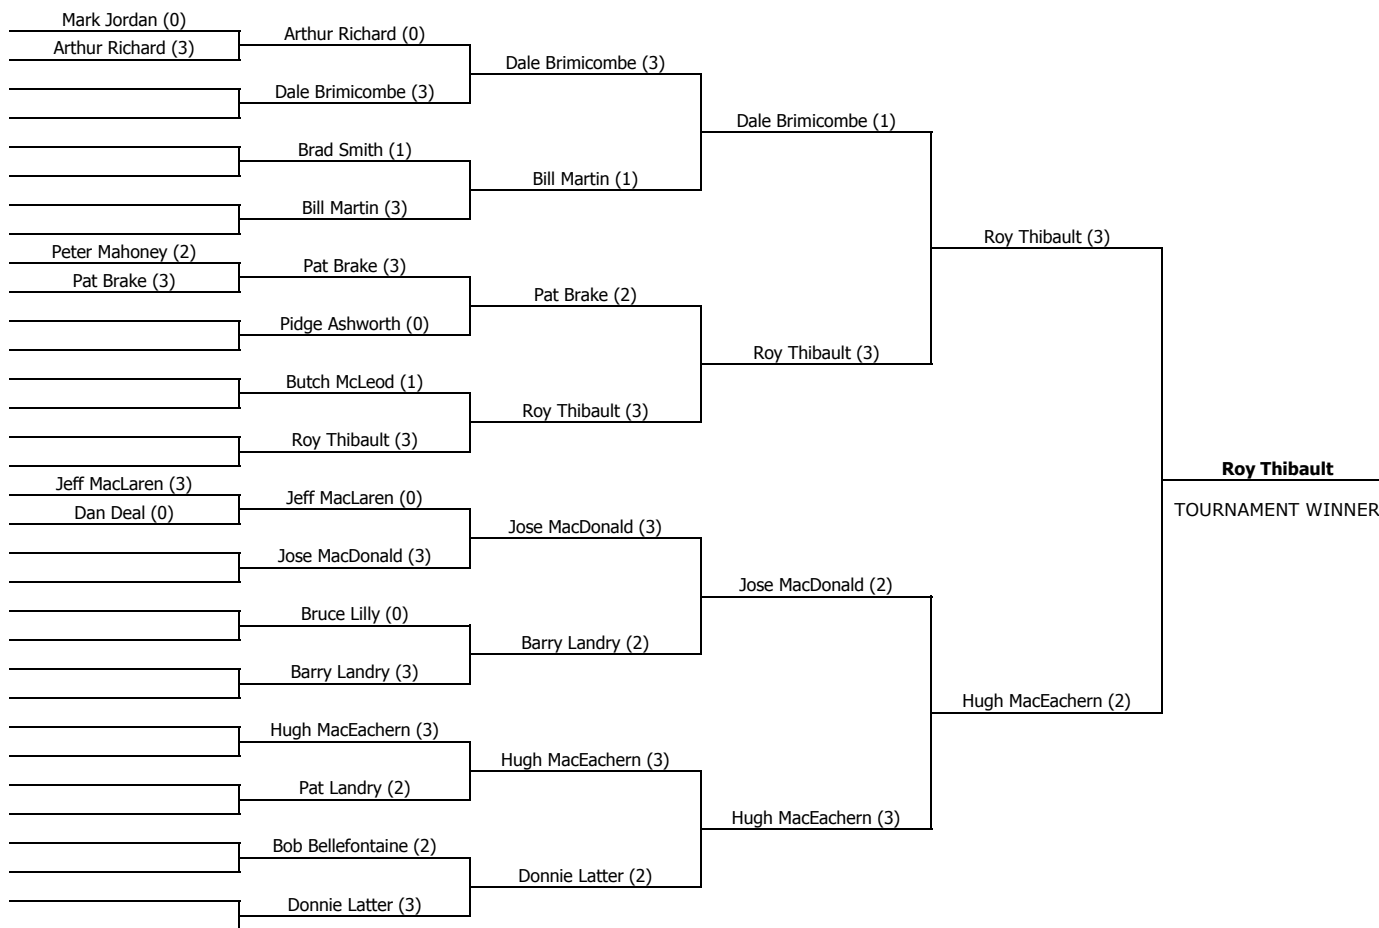 Mark Jordan (0)
Arthur Richard (3)
Arthur Richard (0)
Dale Brimicombe (3)
Dale Brimicombe (3)
Brad Smith (1)
Bill Martin (3)
Bill Martin (1)
Dale Brimicombe (1)
Peter Mahoney (2)
Pat Brake (3)
Pat Brake (3)
Pidge Ashworth (0)
Pat Brake (2)
Butch McLeod (1)
Roy Thibault (3)
Roy Thibault (3)
Roy Thibault (3)
Roy Thibault (3)
Jeff MacLaren (3)
Dan Deal (0)
Jeff MacLaren (0)
Jose MacDonald (3)
Jose MacDonald (3)
Bruce Lilly (0)
Barry Landry (3)
Barry Landry (2)
Jose MacDonald (2)
Hugh MacEachern (3)
Pat Landry (2)
Hugh MacEachern (3)
Bob Bellefontaine (2)
Donnie Latter (3)
Donnie Latter (2)
Hugh MacEachern (3)
Hugh MacEachern (2)
Roy Thibault
TOURNAMENT WINNER